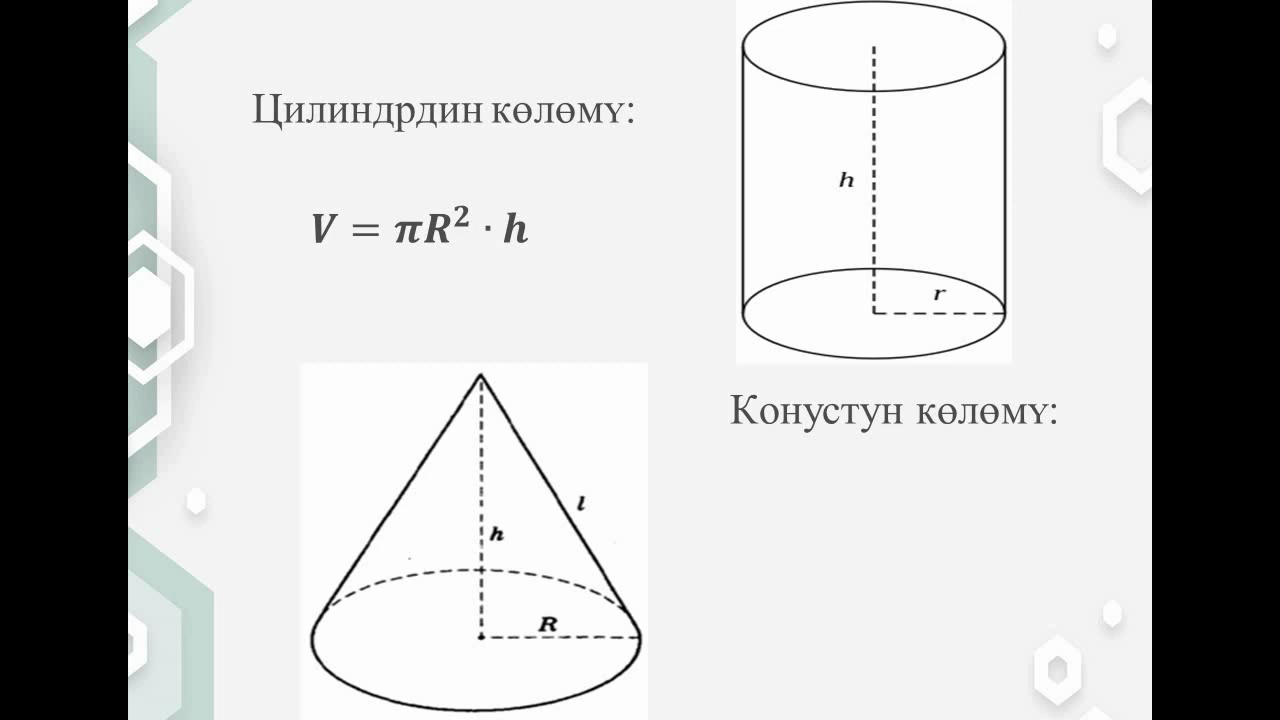 Цилиндрдин көлөмү:
V = πR² · h
h
r
Конустун көлөмү:
l
h
R